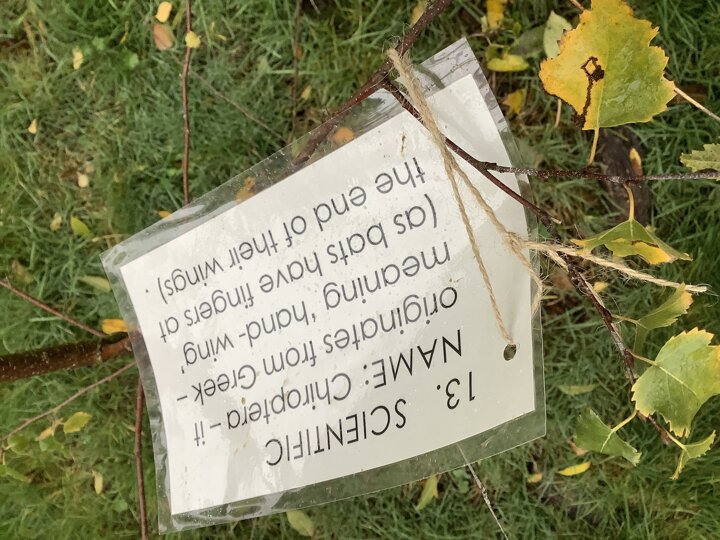 13. SCIENTIFIC
NAME: Chiroptera – it
originates from Greek -
meaning ‘hand- wing’
(as bats have fingers at
the end of their wings) .